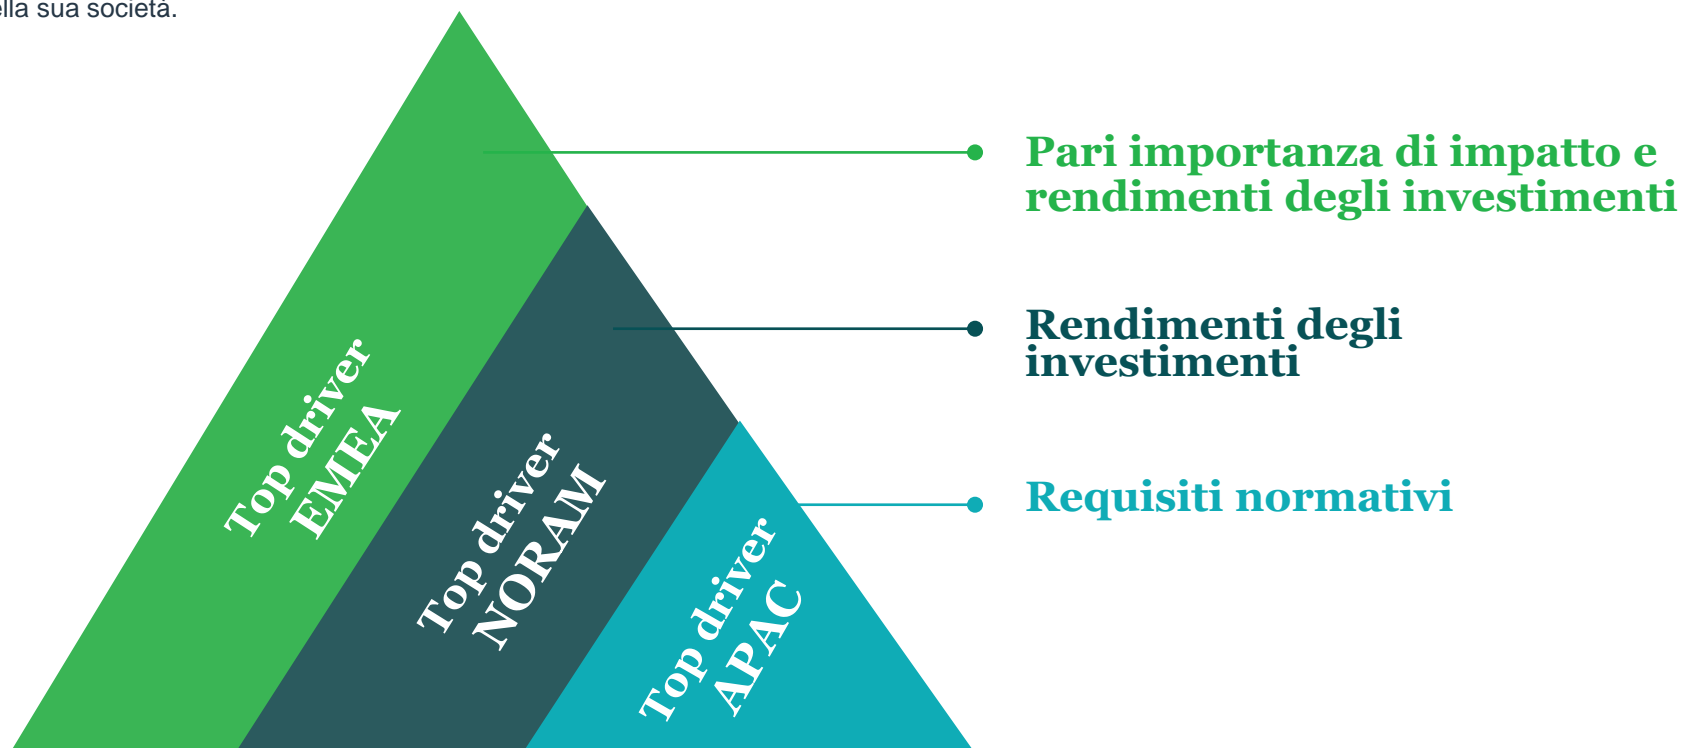 ella sua società.
Pari importanza di impatto e
rendimenti degli investimenti
Rendimenti degli
investimenti
Requisiti normativi
Top driver
EMEA
Top driver
NORAM
Top driver
APAC